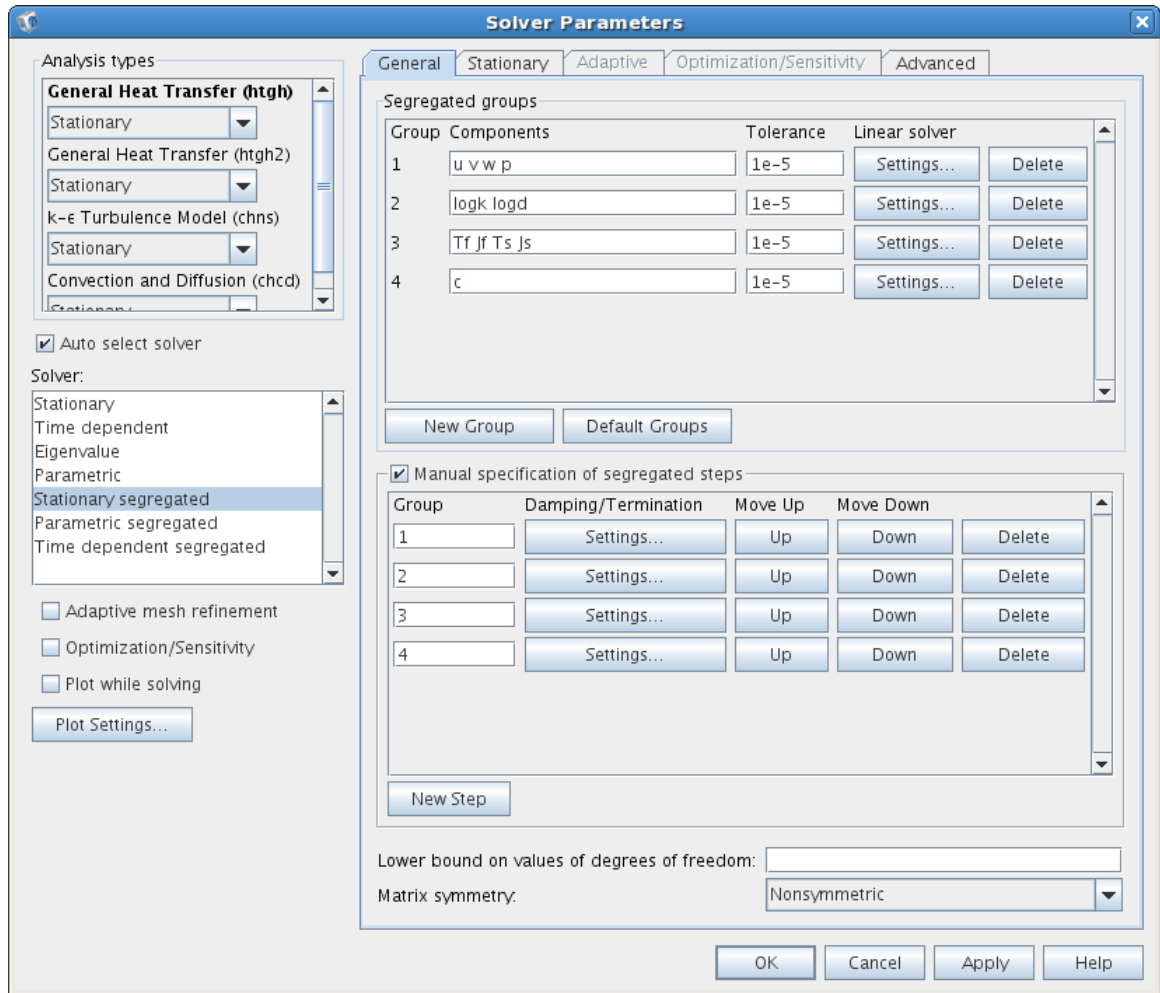 Solver Parameters
Analysis types
General Heat Transfer (htgh)
Stationary
General Heat Transfer (htgh2)
Stationary
k-ϵ Turbulence Model (chns)
Stationary
Convection and Diffusion (chcd)
Stationary
Auto select solver
Solver:
Stationary
Time dependent
Eigenvalue
Parametric
Stationary segregated
Parametric segregated
Time dependent segregated
Adaptive mesh refinement
Optimization/Sensitivity
Plot while solving
Plot Settings...
General Stationary Adaptive Optimization/Sensitivity Advanced
Segregated groups
Group Components Tolerance Linear solver
1 u v w p 1e-5 Settings... Delete
2 logk logd 1e-5 Settings... Delete
3 Tf Jf Ts Js 1e-5 Settings... Delete
4 c 1e-5 Settings... Delete
New Group Default Groups
Manual specification of segregated steps
Group Damping/Termination Move Up Move Down
1 Settings... Up Down Delete
2 Settings... Up Down Delete
3 Settings... Up Down Delete
4 Settings... Up Down Delete
New Step
Lower bound on values of degrees of freedom:
Matrix symmetry: Nonsymmetric
OK Cancel Apply Help